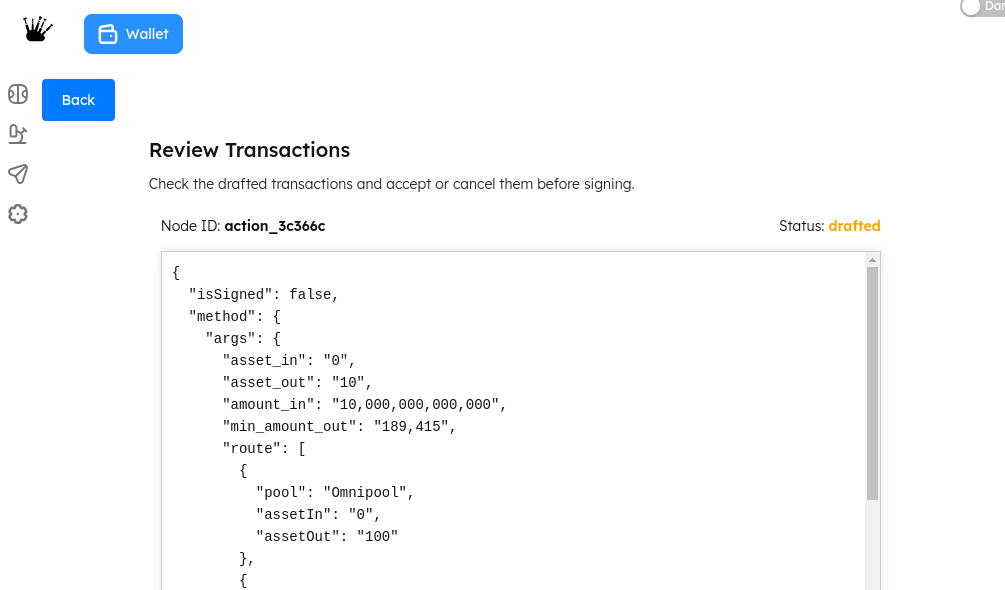 Wallet
Dar
Back
Review Transactions
Check the drafted transactions and accept or cancel them before signing.
Node ID: action_3c366c
Status: drafted
{
  "isSigned": false,
  "method": {
    "args": {
      "asset_in": "0",
      "asset_out": "10",
      "amount_in": "10,000,000,000,000",
      "min_amount_out": "189,415",
      "route": [
        {
          "pool": "Omnipool",
          "assetIn": "0",
          "assetOut": "100"
        },
        {